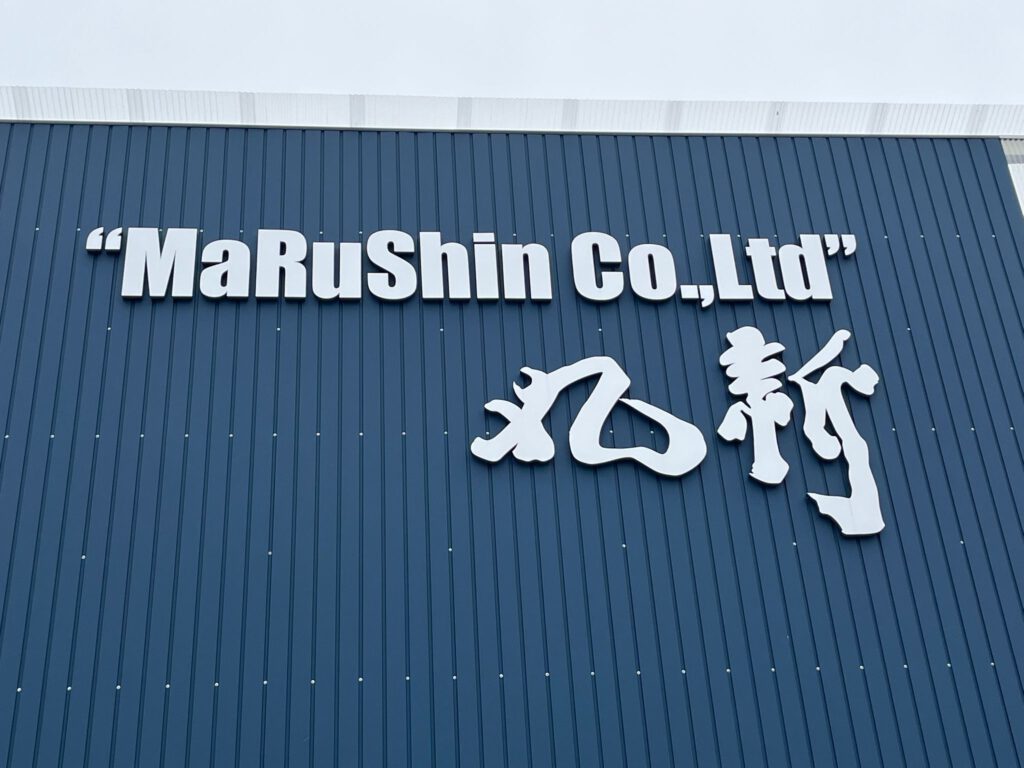 “MaRuShin Co.,Ltd”
丸新